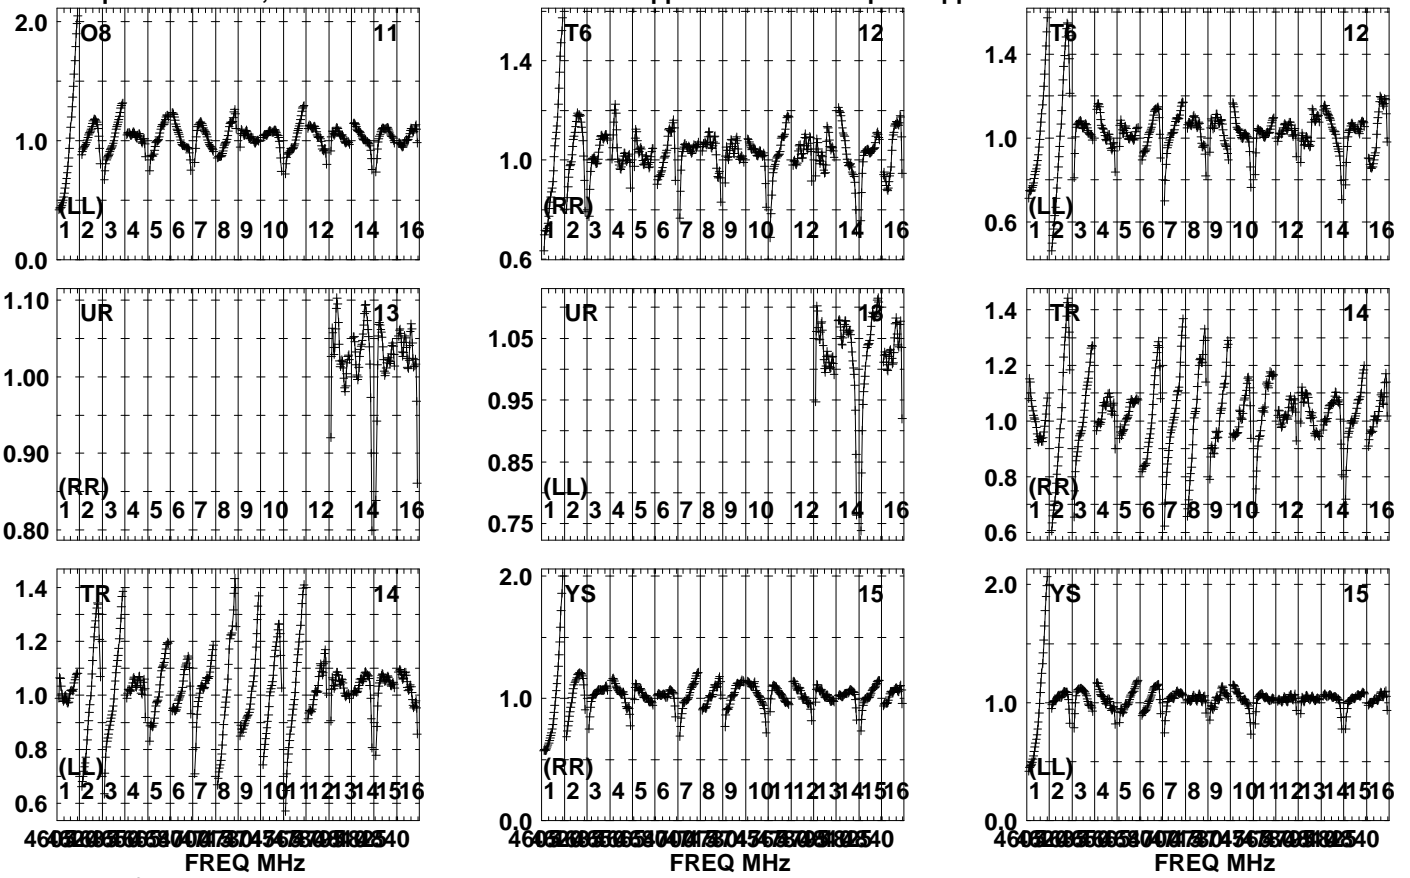 2.0 O8 11
1.0
(LL)
1 2 3 4 5 6 7 8 9 10 12 14 16
0.0
T6 12
1.4
1.2
1.0
(RR)
1 2 3 4 5 6 7 8 9 10 12 14 16
0.6
T6 12
1.4
1.0
(LL)
0.6
1 2 3 4 5 6 7 8 9 10 12 14 16
1.10 UR 13
1.00
0.90
(RR)
1 2 3 4 5 6 7 8 9 10 12 14 16
0.80
UR
1.05
0.95
0.85
(LL)
1 2 3 4 5 6 7 8 9 10 12 14 16
0.75
TR 14
1.4
1.2
1.0
0.8
(RR)
1 2 3 4 5 6 7 8 9 10 12 14 16
0.6
1.4 TR 14
1.2
1.0
0.8
(LL)
1 2 3 4 5 6 7 8 9 10 11 12 13 14 15 16
0.6
FREQ MHz
2.0 YS 15
1.0
(RR)
1 2 3 4 5 6 7 8 9 10 11 12 13 14 15 16
0.0
FREQ MHz
2.0 YS 15
1.0
(LL)
1 2 3 4 5 6 7 8 9 10 11 12 13 14 15 16
0.0
FREQ MHz